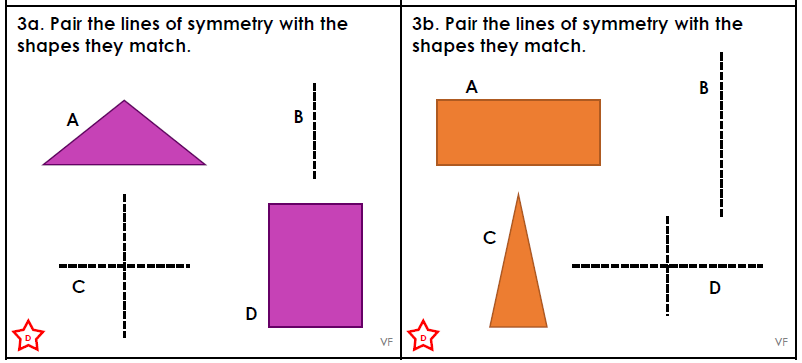 3a. Pair the lines of symmetry with the
shapes they match.
A
B
C
D
D
VF
3b. Pair the lines of symmetry with the
shapes they match.
A
B
C
D
D
VF